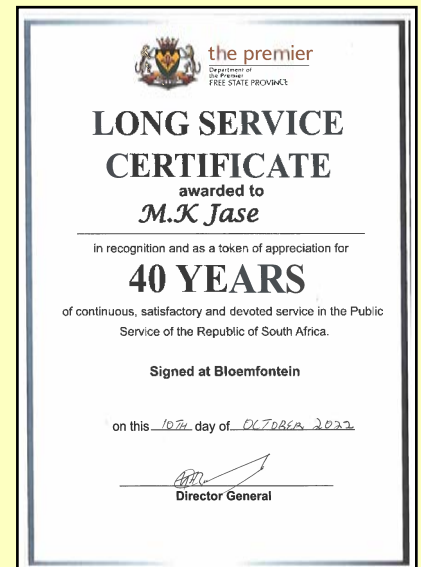 the premier
Department of
the Premier
FREE STATE PROVINCE
LONG SERVICE
CERTIFICATE
awarded to
M.K Jase
in recognition and as a token of appreciation for
40 YEARS
of continuous, satisfactory and devoted service in the Public
Service of the Republic of South Africa.
Signed at Bloemfontein
on this 10TH day of OCTOBER 2022
Director General